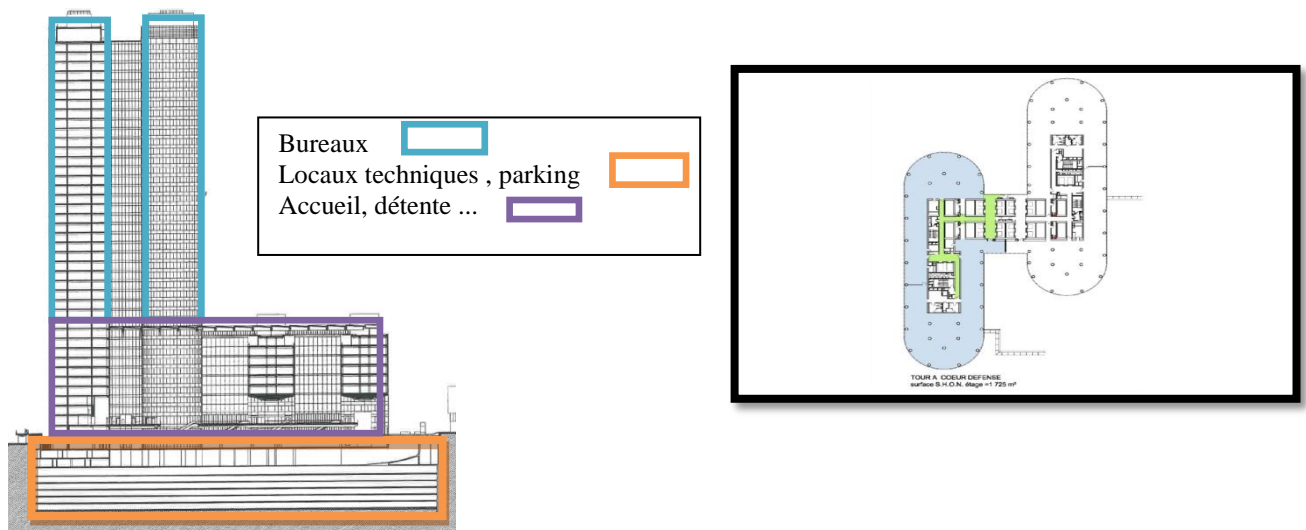 Bureaux
Locaux techniques , parking
Accueil, détente ...
TOUR A COEUR DEFENSE
surface S.H.O.N. étage =1 725 m²